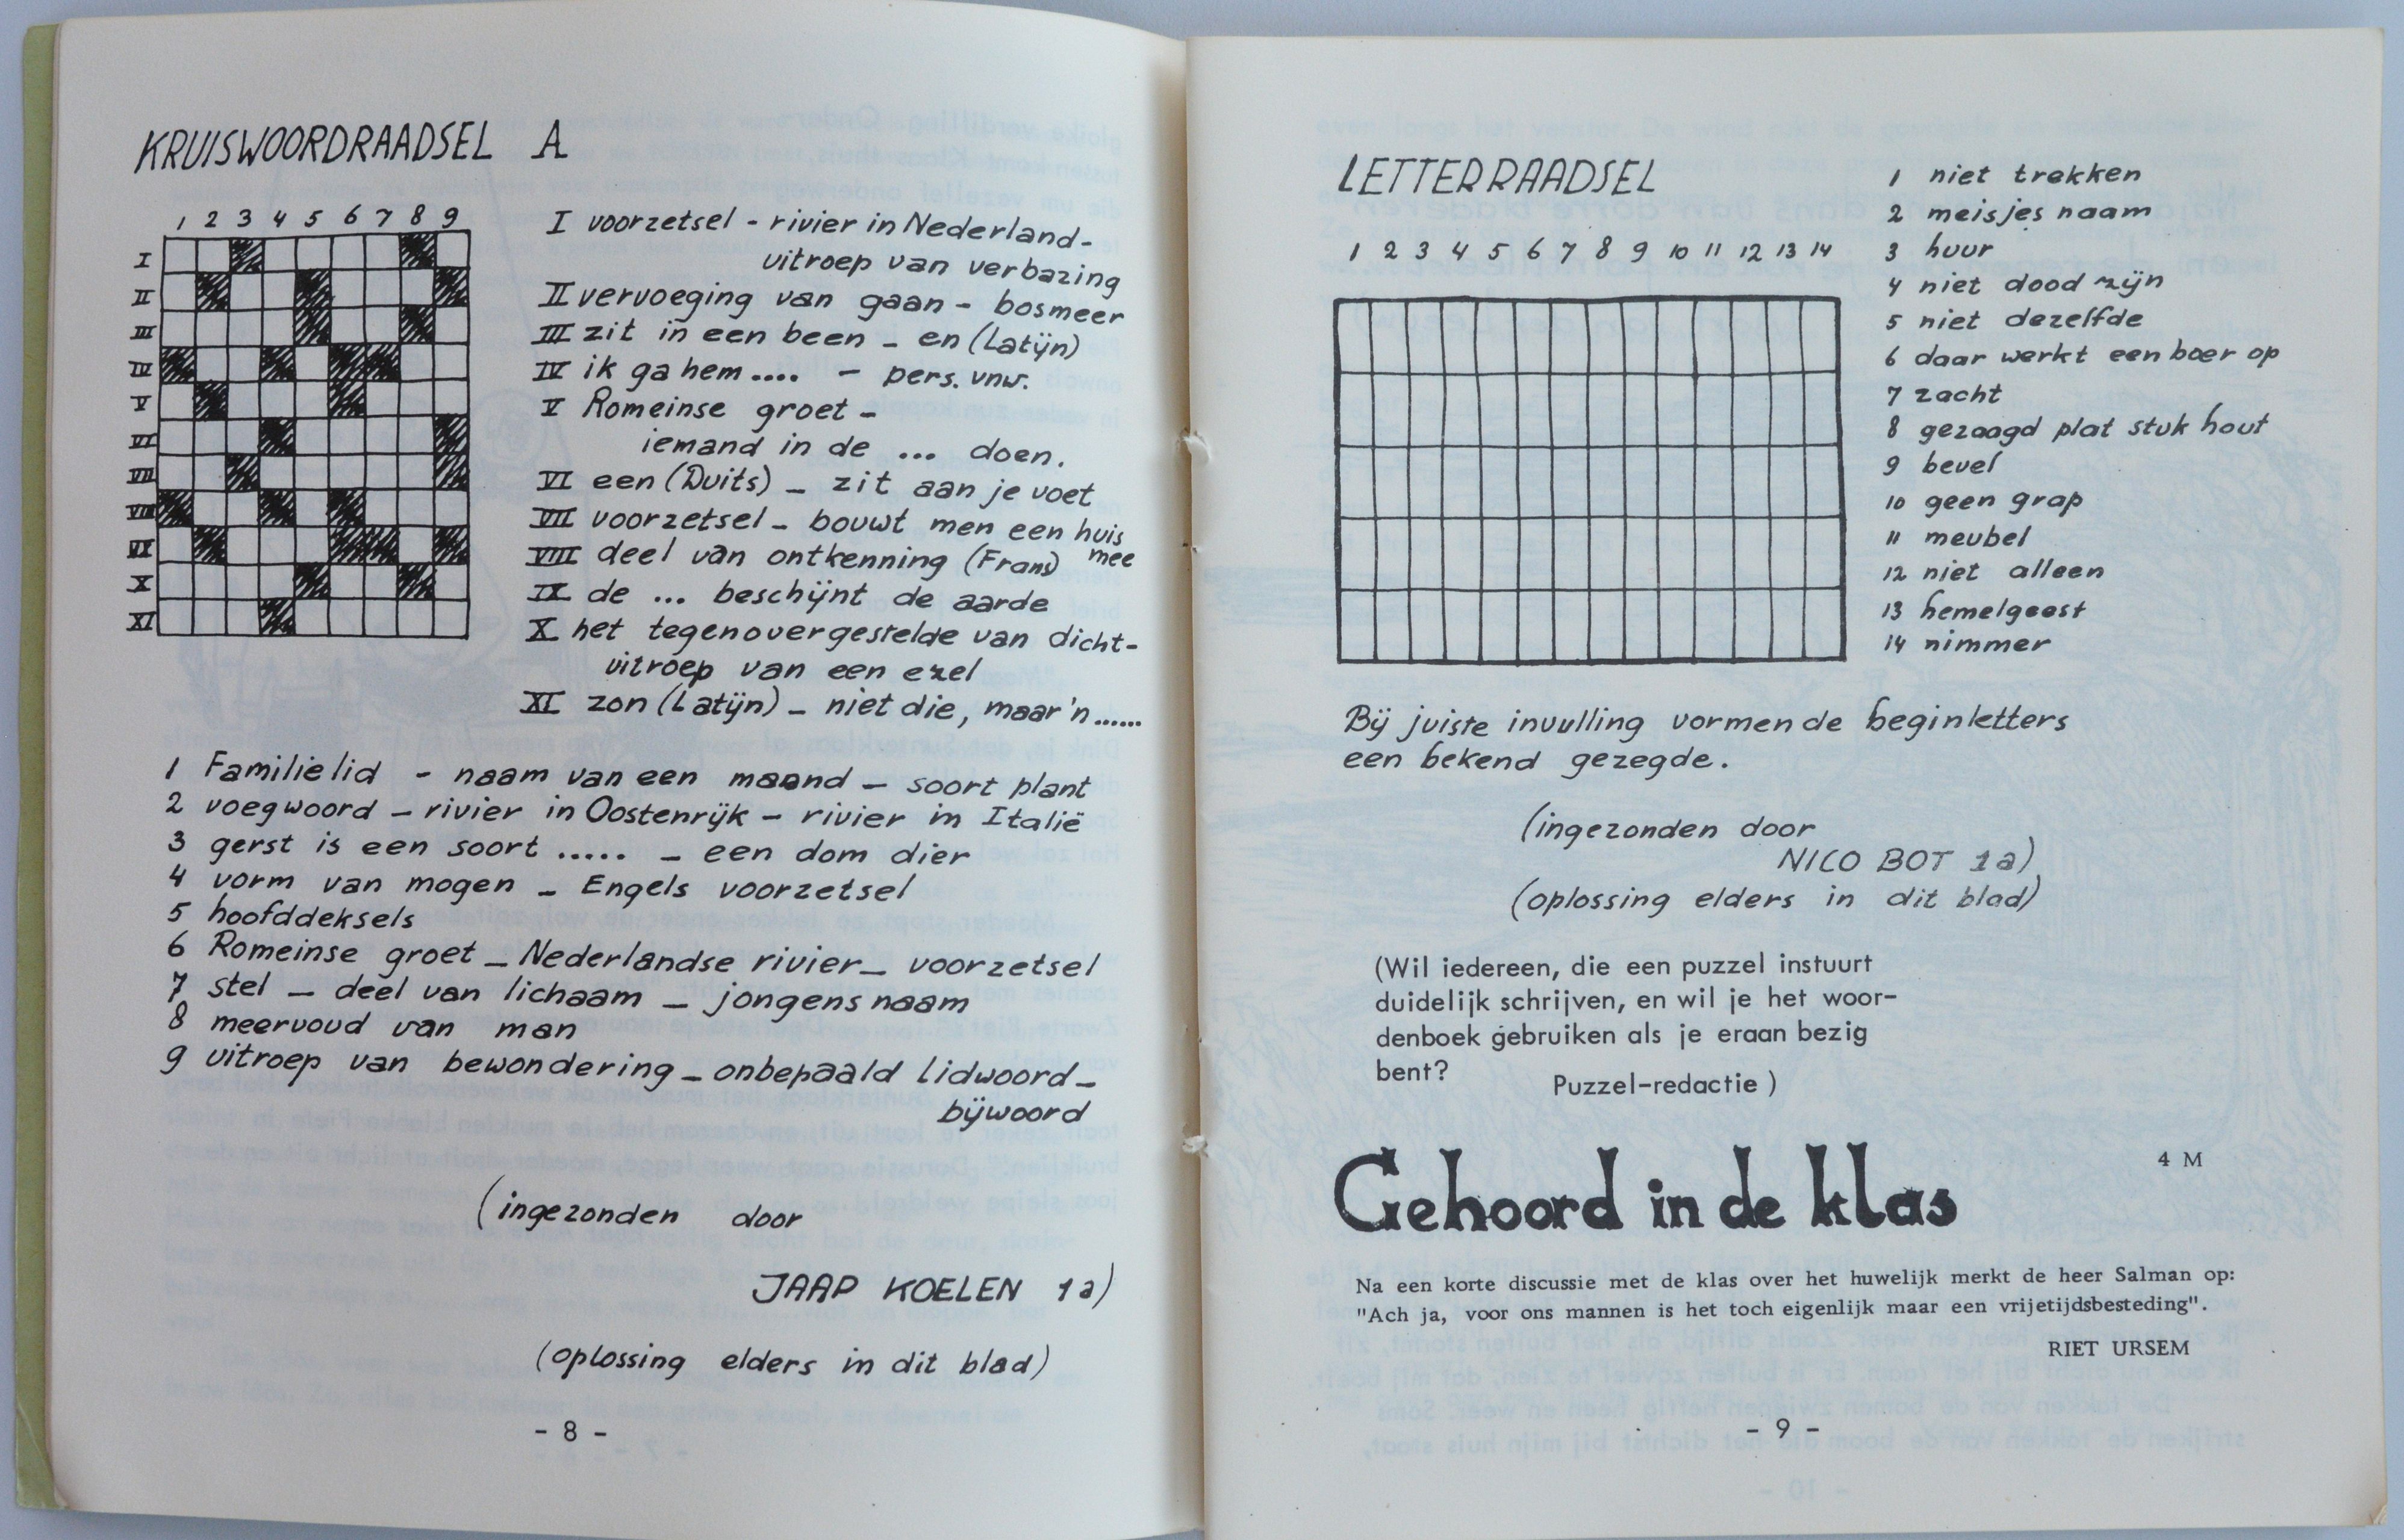 KRUISWOORDRAADSEL A
1 2 3 4 5 6 7 8 9
I
II
III
IV
V
VI
VII
VIII
IX
X
XI
I voorzetsel - rivier in Nederland -
uitroep van verbazing
II vervoeging van gaan - bosmeer
III zit in een been - en (Latijn)
IV ik ga hem .... - pers. vnw.
V Romeinse groet -
iemand in de ... doen.
VI een (Duits) - zit aan je voet
VII voorzetsel - bouwt men een huis
mee
VIII deel van ontkenning (Frans)
IX de ... beschijnt de aarde
X het tegenovergestelde van dicht -
uitroep van een ezel
XI zon (Latijn) - niet die, maar 'n ......
1 Familielid - naam van een maand - soort plant
2 voegwoord - rivier in Oostenrijk - rivier in Italië
3 gerst is een soort ..... - een dom dier
4 vorm van mogen - Engels voorzetsel
5 hoofddeksels
6 Romeinse groet - Nederlandse rivier - voorzetsel
7 stel - deel van lichaam - jongensnaam
8 meervoud van man
9 uitroep van bewondering - onbepaald lidwoord -
bijwoord
(ingezonden door
JAAP KOELEN 1a)
(oplossing elders in dit blad)
- 8 -
LETTERRAADSEL
1 2 3 4 5 6 7 8 9 10 11 12 13 14
1 niet trekken
2 meisjesnaam
3 huur
4 niet dood zijn
5 niet dezelfde
6 daar werkt een boer op
7 zacht
8 gezaagd plat stuk hout
9 bevel
10 geen grap
11 meubel
12 niet alleen
13 hemelgeest
14 nimmer
Bij juiste invulling vormen de beginletters
een bekend gezegde.
(ingezonden door
NICO BOT 1a)
(oplossing elders in dit blad)
(Wil iedereen, die een puzzel instuurt
duidelijk schrijven, en wil je het woor-
denboek gebruiken als je eraan bezig
bent?
Puzzel-redactie )
Gehoord in de klas
4 M
Na een korte discussie met de klas over het huwelijk merkt de heer Salman op:
"Ach ja, voor ons mannen is het toch eigenlijk maar een vrijetijdsbesteding".
RIET URSEM
- 9 -